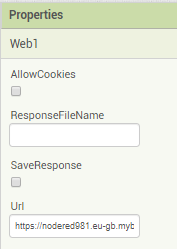 Properties
Web1
AllowCookies
ResponseFileName
SaveResponse
Url
https://nodered981.eu-gb.myb